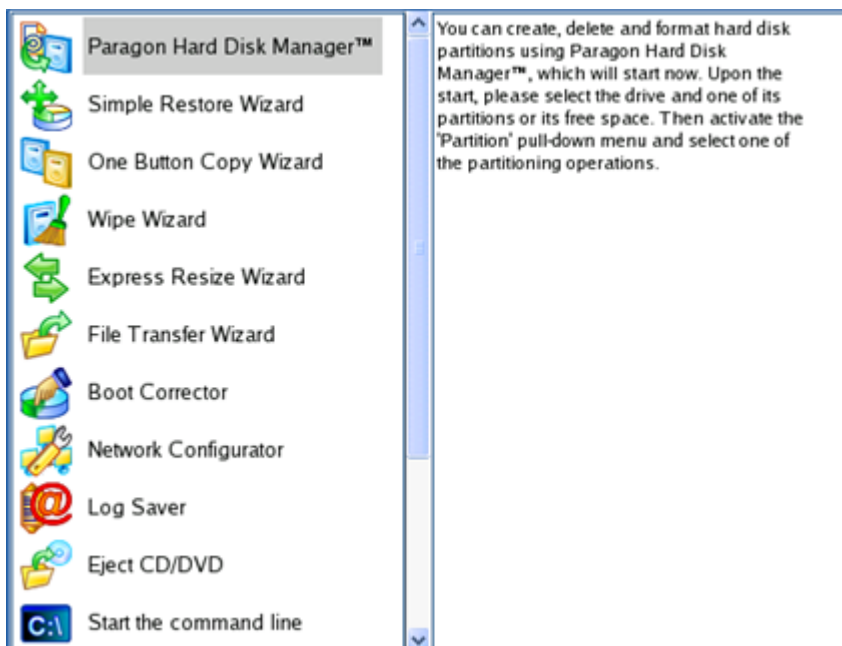 Paragon Hard Disk Manager™
Simple Restore Wizard
One Button Copy Wizard
Wipe Wizard
Express Resize Wizard
File Transfer Wizard
Boot Corrector
Network Configurator
Log Saver
Eject CD/DVD
C:\
Start the command line
You can create, delete and format hard disk
partitions using Paragon Hard Disk
Manager™, which will start now. Upon the
start, please select the drive and one of its
partitions or its free space. Then activate the
'Partition' pull-down menu and select one of
the partitioning operations.